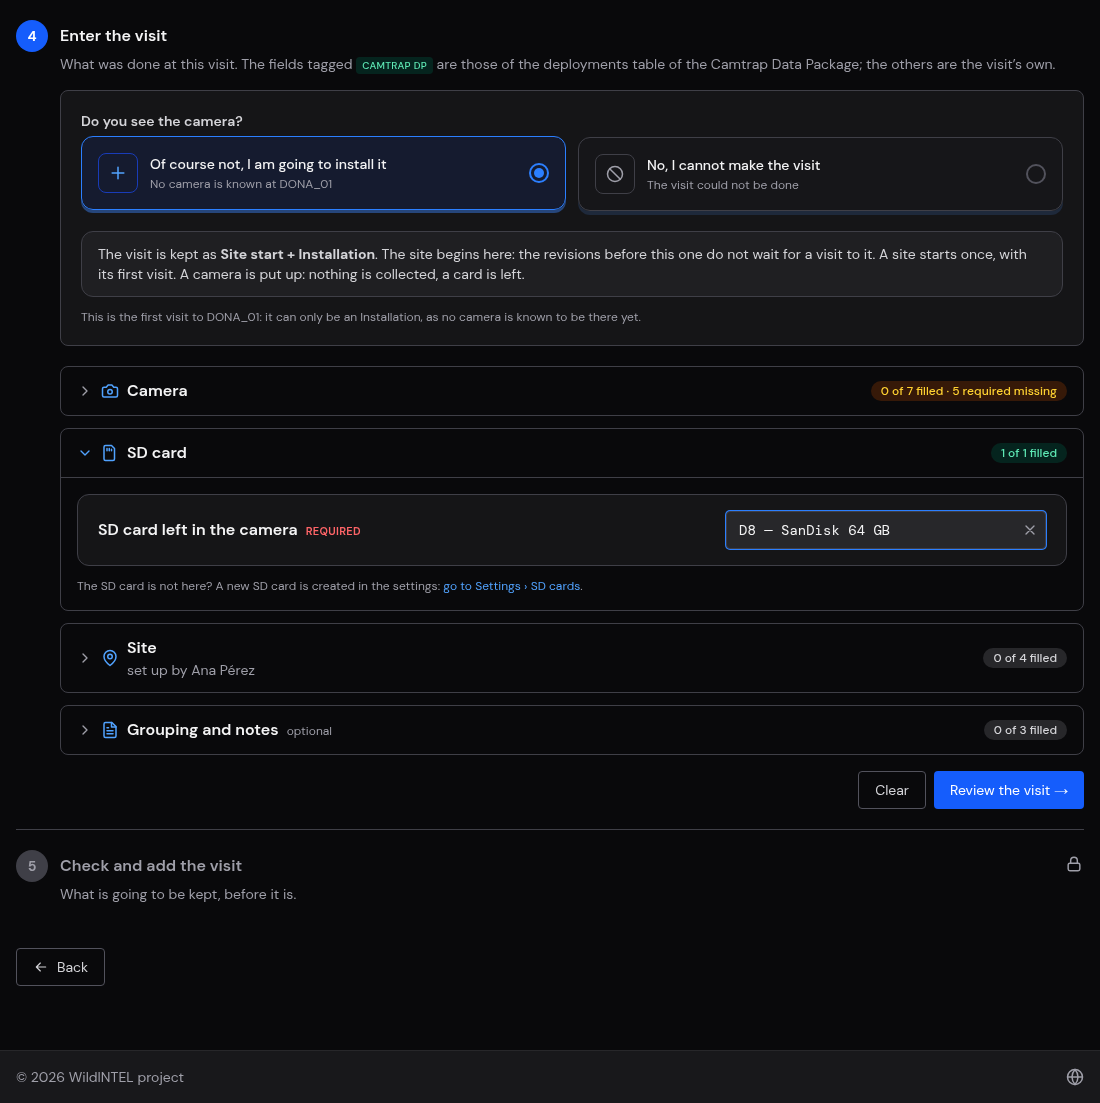 4
Enter the visit
What was done at this visit. The fields tagged CAMTRAP DP are those of the deployments table of the Camtrap Data Package; the others are the visit’s own.
Do you see the camera?
Of course not, I am going to install it
No camera is known at DONA_01
No, I cannot make the visit
The visit could not be done
The visit is kept as Site start + Installation. The site begins here: the revisions before this one do not wait for a visit to it. A site starts once, with
its first visit. A camera is put up: nothing is collected, a card is left.
This is the first visit to DONA_01: it can only be an Installation, as no camera is known to be there yet.
Camera
0 of 7 filled · 5 required missing
SD card
1 of 1 filled
SD card left in the camera REQUIRED
D8 — SanDisk 64 GB
The SD card is not here? A new SD card is created in the settings: go to Settings › SD cards.
Site
set up by Ana Pérez
0 of 4 filled
Grouping and notes optional
0 of 3 filled
Clear
Review the visit →
5
Check and add the visit
What is going to be kept, before it is.
← Back
© 2026 WildINTEL project